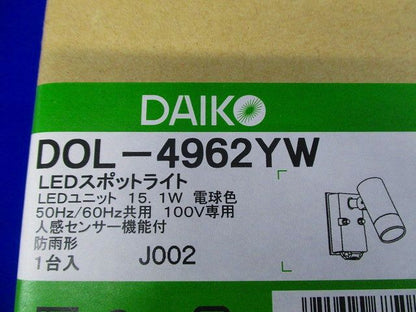 DAIKO
DOL-4962YW
LEDスポットライト
LEDユニット 15.1W 電球色
50Hz/60Hz共用 100V専用
人感センサー機能付
防雨形
1台入 J002